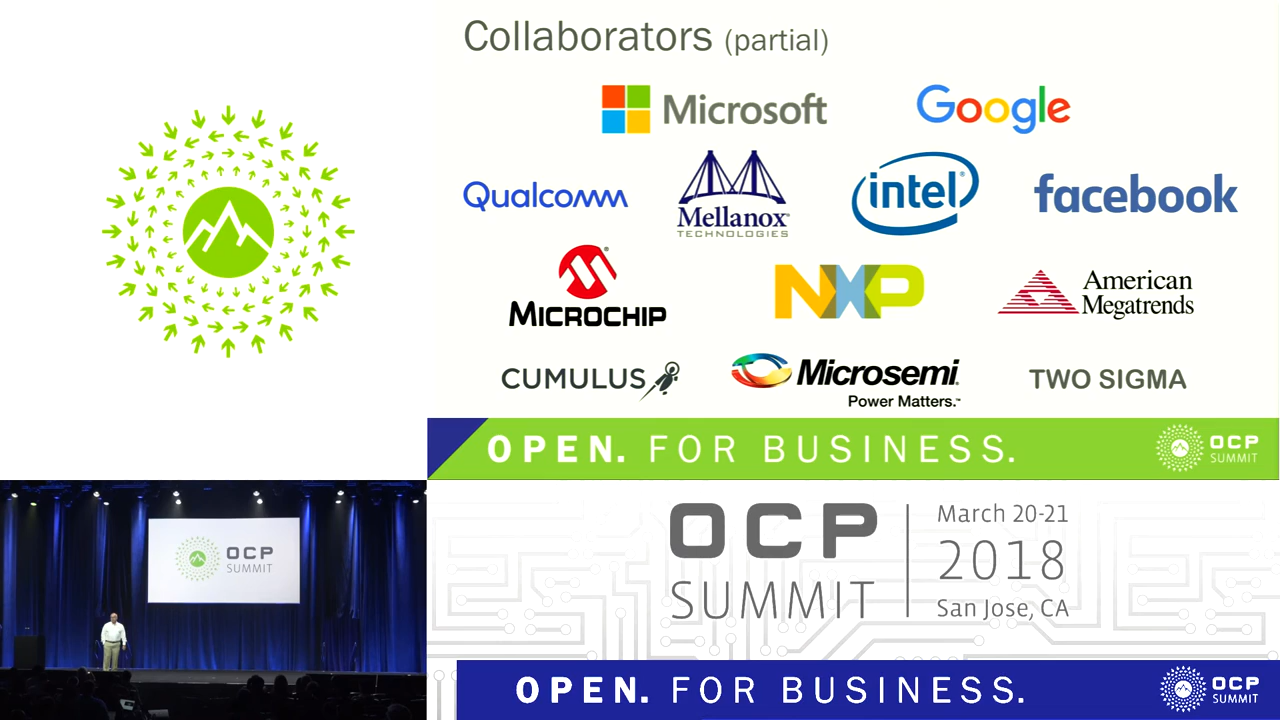 Collaborators (partial)
Microsoft
Google
Qualcomm
Mellanox
TECHNOLOGIES
intel
facebook
MICROCHIP
NXP
American
Megatrends
CUMULUS
Microsemi
Power Matters.™
TWO SIGMA
OPEN. FOR BUSINESS.
OCP
SUMMIT
OCP
SUMMIT
OCP
SUMMIT
March 20-21
2018
San Jose, CA
OPEN. FOR BUSINESS.
OCP
SUMMIT